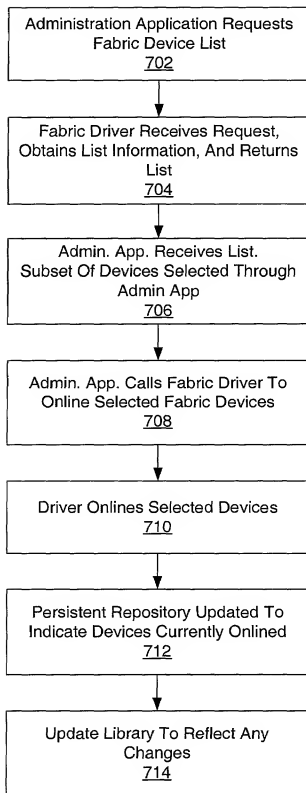 Administration Application Requests
Fabric Device List
702
Fabric Driver Receives Request,
Obtains List Information, And Returns
List
704
Admin. App. Receives List.
Subset Of Devices Selected Through
Admin App
706
Admin. App. Calls Fabric Driver To
Online Selected Fabric Devices
708
Driver Onlines Selected Devices
710
Persistent Repository Updated To
Indicate Devices Currently Onlined
712
Update Library To Reflect Any
Changes
714